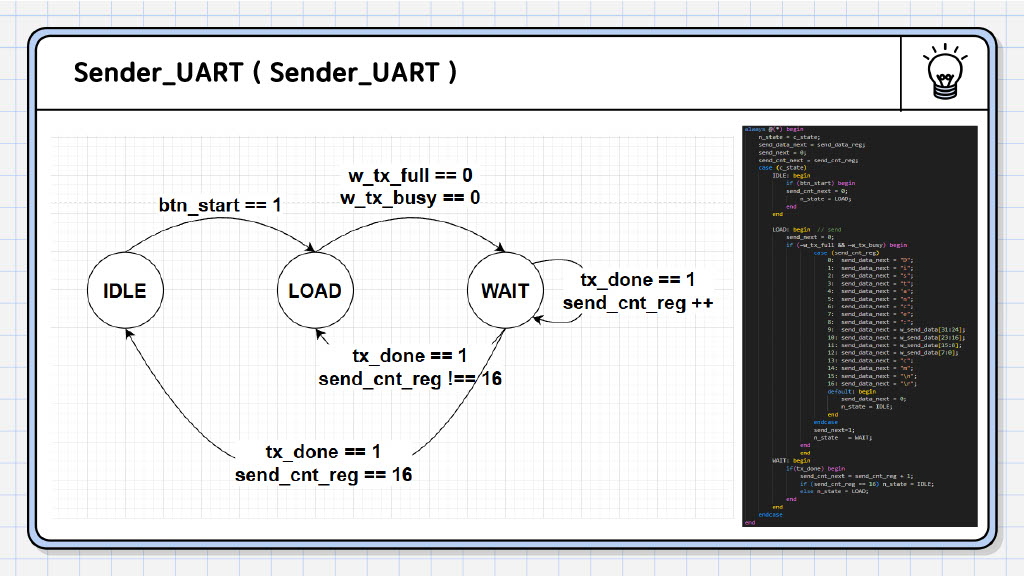 Sender_UART ( Sender_UART )
btn_start == 1
w_tx_full == 0
w_tx_busy == 0
IDLE
LOAD
WAIT
tx_done == 1
send_cnt_reg ++
tx_done == 1
send_cnt_reg !== 16
tx_done == 1
send_cnt_reg == 16
always @(*) begin
n_state = c_state;
send_data_next = send_data_reg;
send_next = 0;
send_cnt_next = send_cnt_reg;
case (c_state)
IDLE: begin
if (btn_start) begin
send_cnt_next = 0;
n_state = LOAD;
end
end
LOAD: begin // send
send_next = 0;
if (~w_tx_full && ~w_tx_busy) begin
case (send_cnt_reg)
0: send_data_next = "D";
1: send_data_next = "i";
2: send_data_next = "s";
3: send_data_next = "t";
4: send_data_next = "a";
5: send_data_next = "n";
6: send_data_next = "c";
7: send_data_next = "e";
8: send_data_next = ":";
9: send_data_next = w_send_data[31:24];
10: send_data_next = w_send_data[23:16];
11: send_data_next = w_send_data[15:8];
12: send_data_next = w_send_data[7:0];
13: send_data_next = "c";
14: send_data_next = "m";
15: send_data_next = "\n";
16: send_data_next = "\r";
default: begin
send_data_next = 0;
n_state = IDLE;
end
endcase
send_next=1;
n_state = WAIT;
end
end
WAIT: begin
if(tx_done) begin
send_cnt_next = send_cnt_reg + 1;
if (send_cnt_reg == 16) n_state = IDLE;
else n_state = LOAD;
end
end
endcase
end